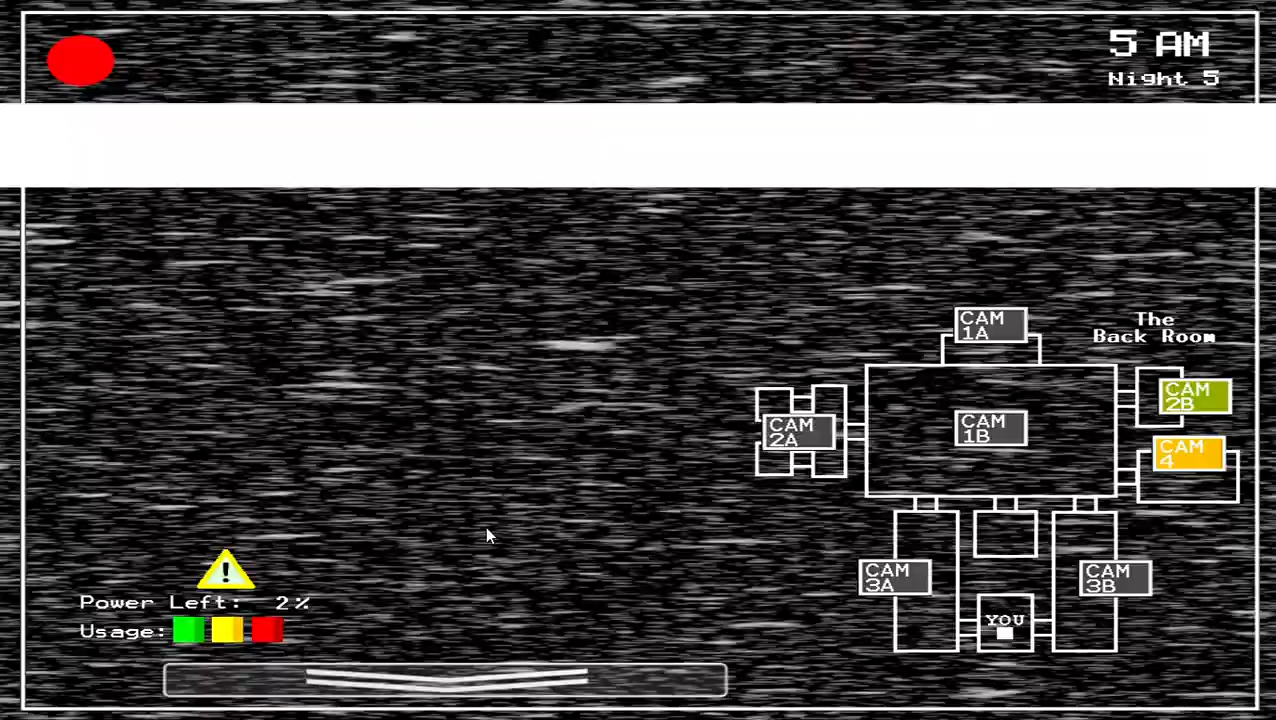 5 AM
Night 5
CAM
1A
The
Back Room
CAM
2B
CAM
2A
CAM
1B
CAM
4
CAM
3A
CAM
3B
!
Power Left: 2%
Usage:
YOU